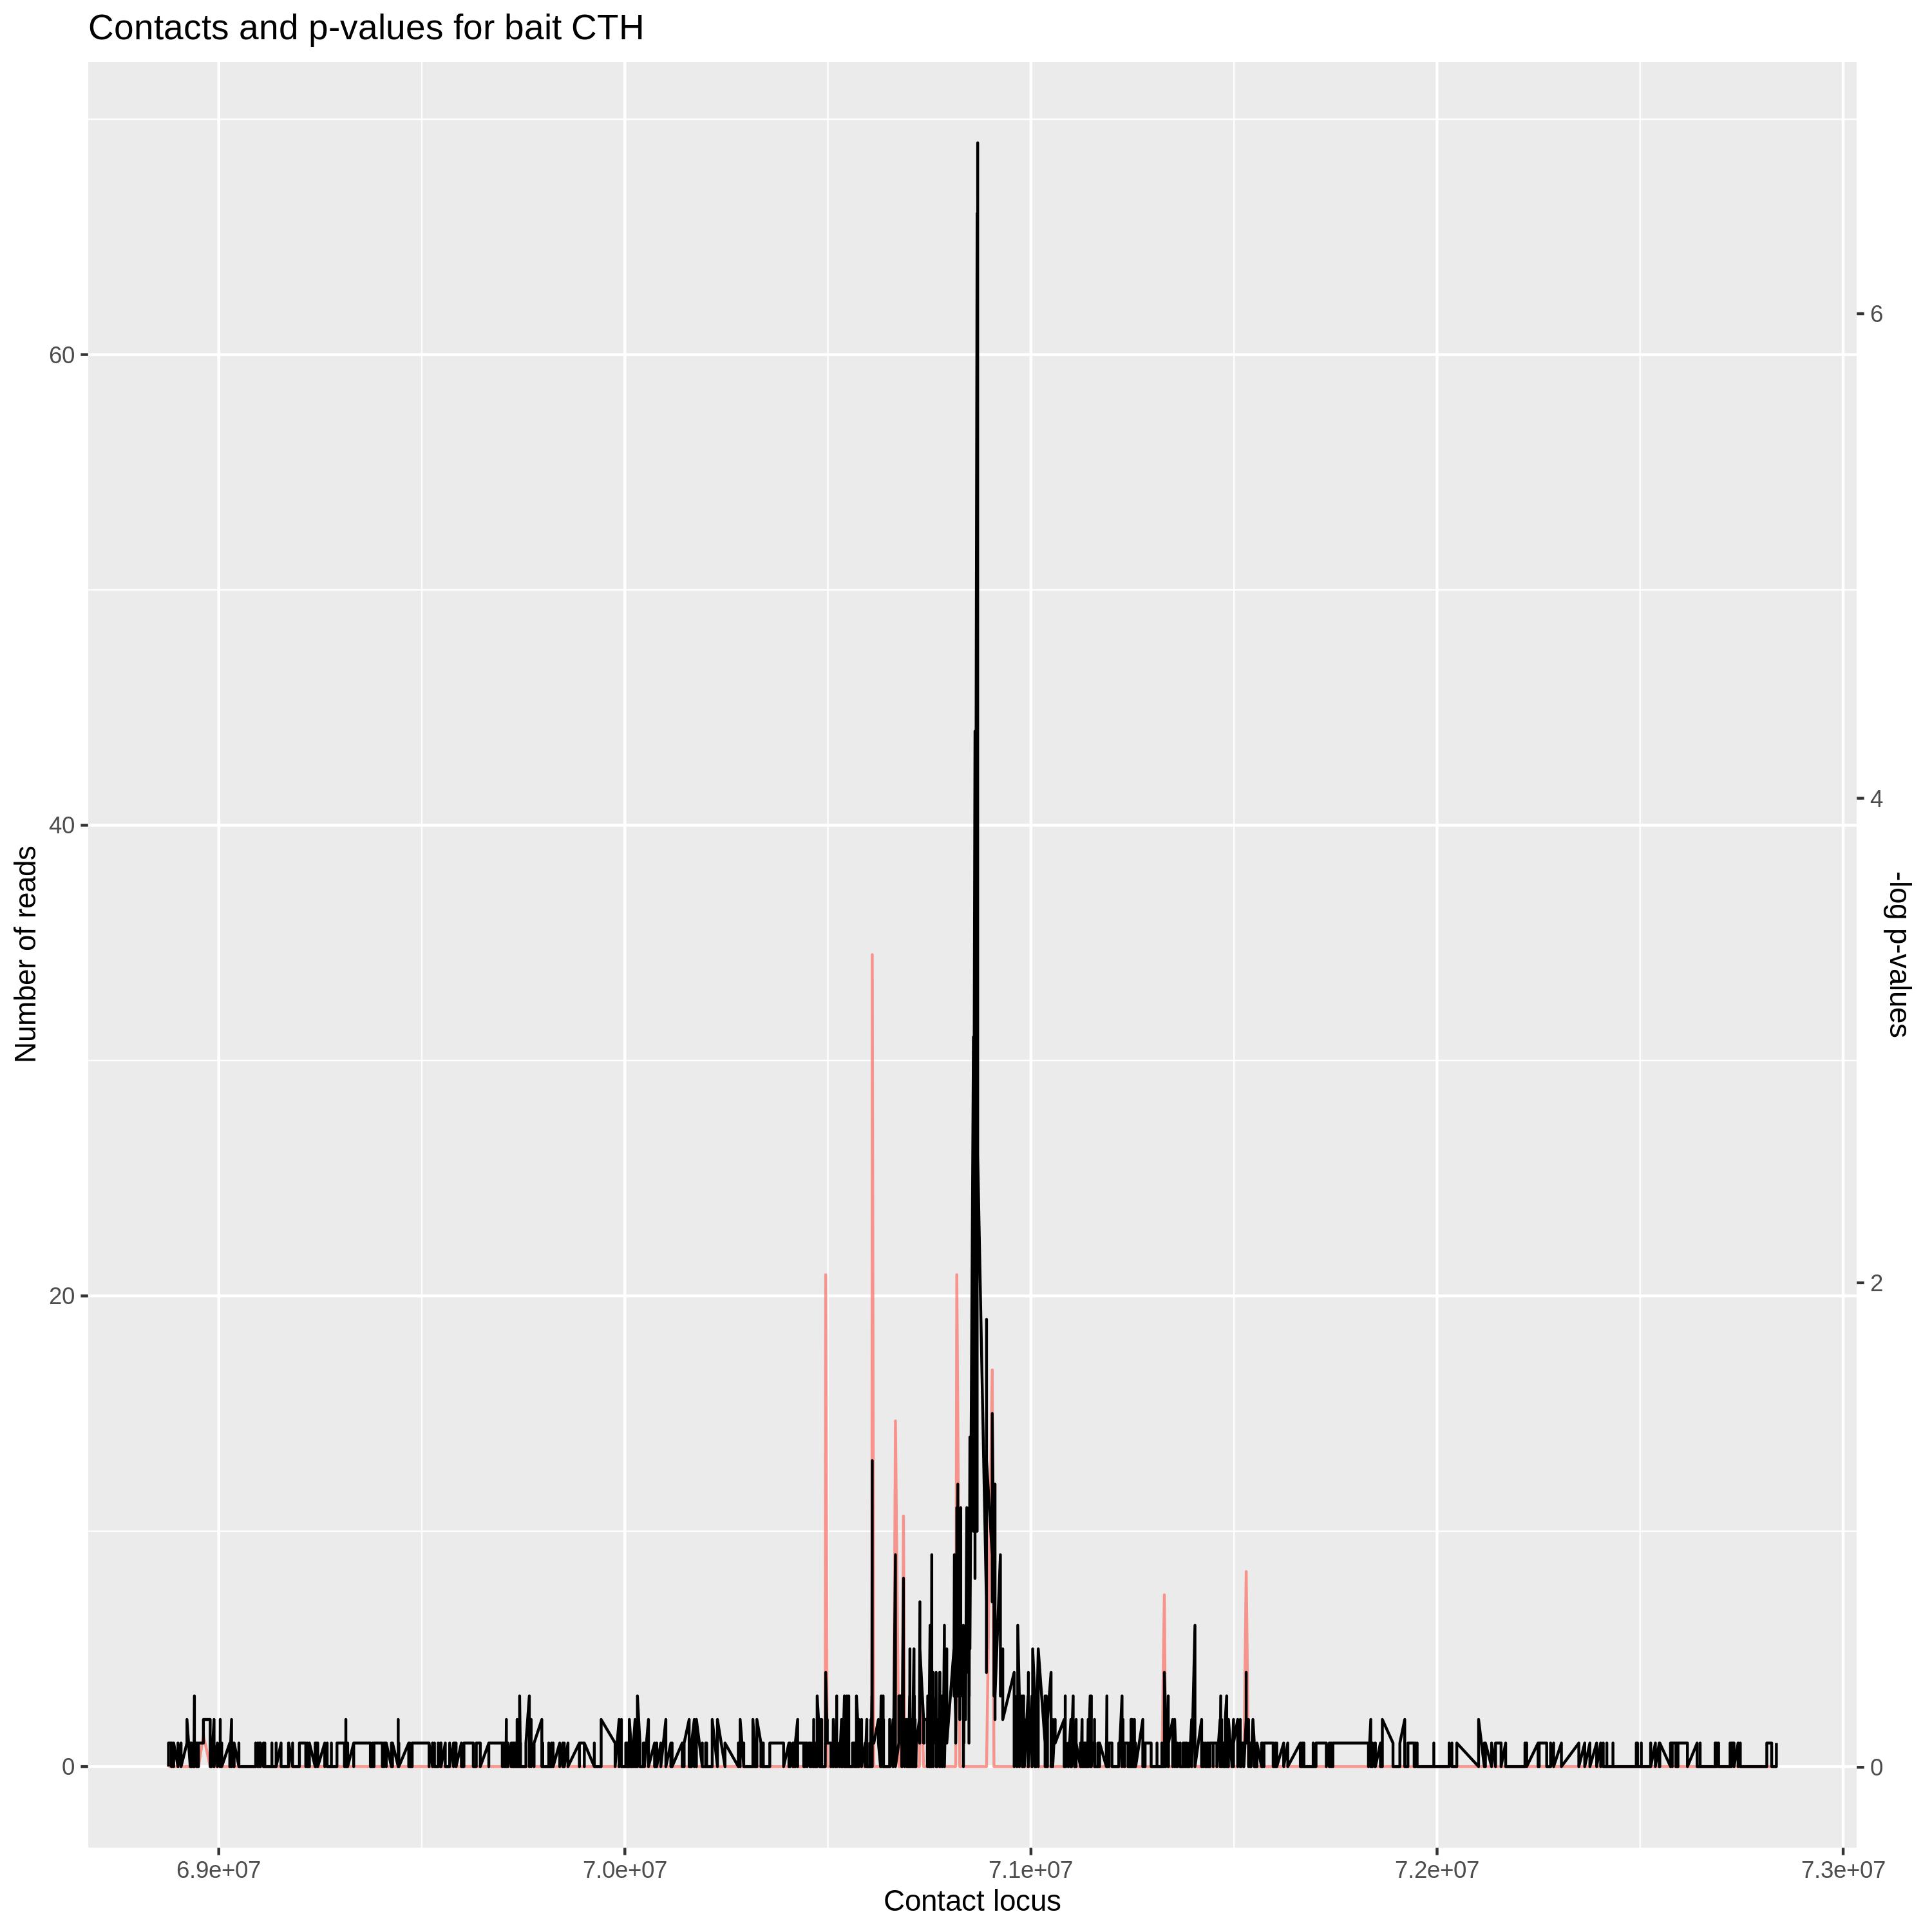 Contacts and p-values for bait CTH
60
40
20
0
Number of reads
6
4
2
0
-log p-values
6.9e+07 7.0e+07 7.1e+07 7.2e+07 7.3e+07
Contact locus